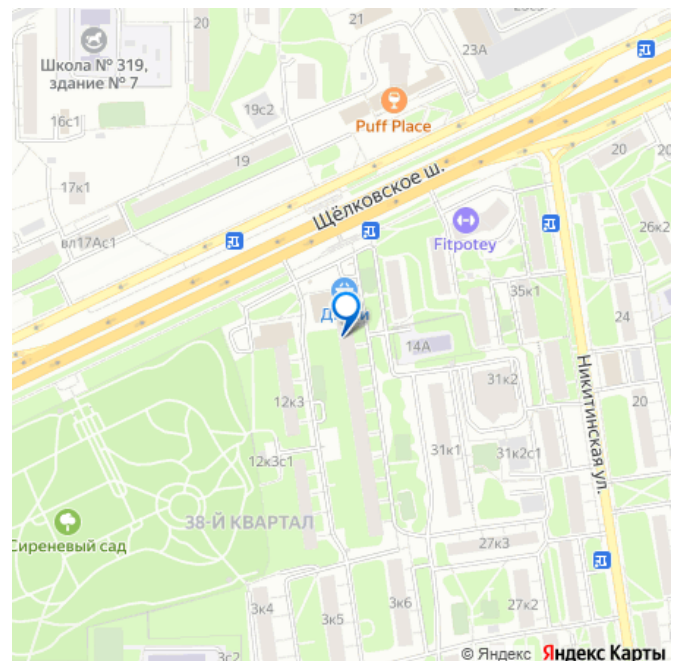 21
20
23А
Школа № 319,
здание № 7
19с2
Puff Place
16с1
19
20
20
17к1
Щёлковское ш.
вл17Ас1
Fitpotey
26к2
35к1
24
14А
31к2
12к3
20
Никитинская ул.
31к1
31к2с1
12к3с1
38-Й КВАРТАЛ
Сиреневый сад
27к3
3к4
3к5
3к6
27к2
3с2
© Яндекс Яндекс Карты